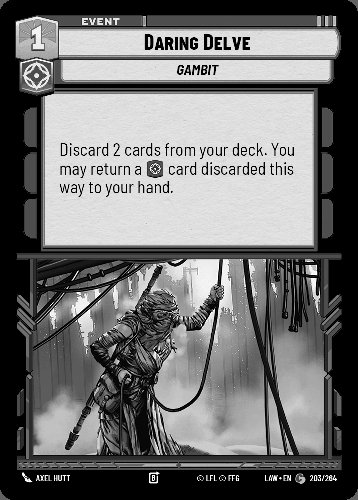 EVENT
1
DARING DELVE
GAMBIT
Discard 2 cards from your deck. You
may return a card discarded this
way to your hand.
AXEL HUTT
© LFL © FFG
LAW • EN
203/264